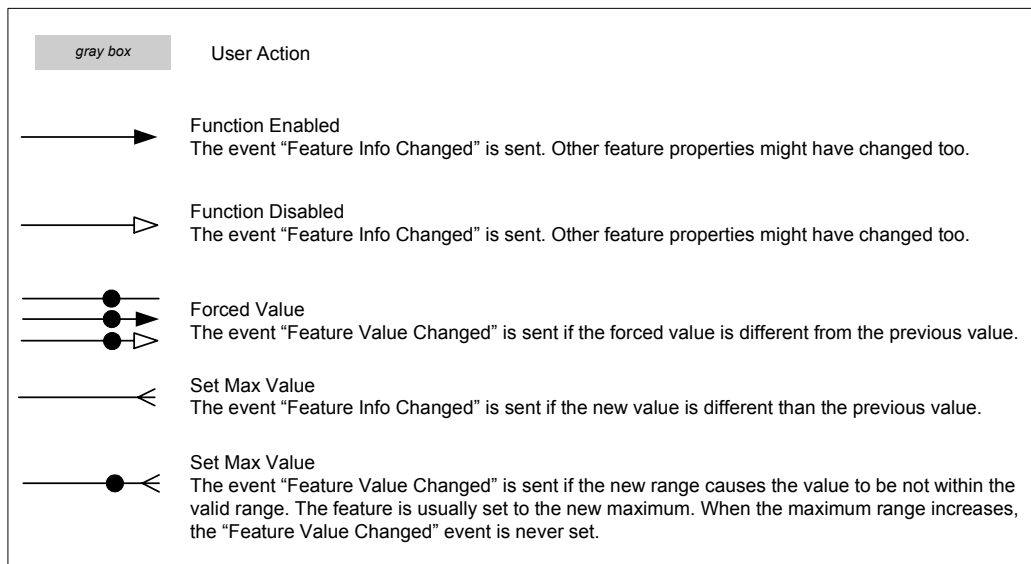 gray box
User Action
Function Enabled
The event “Feature Info Changed” is sent. Other feature properties might have changed too.
Function Disabled
The event “Feature Info Changed” is sent. Other feature properties might have changed too.
Forced Value
The event “Feature Value Changed” is sent if the forced value is different from the previous value.
Set Max Value
The event “Feature Info Changed” is sent if the new value is different than the previous value.
Set Max Value
The event “Feature Value Changed” is sent if the new range causes the value to be not within the
valid range. The feature is usually set to the new maximum. When the maximum range increases,
the “Feature Value Changed” event is never set.